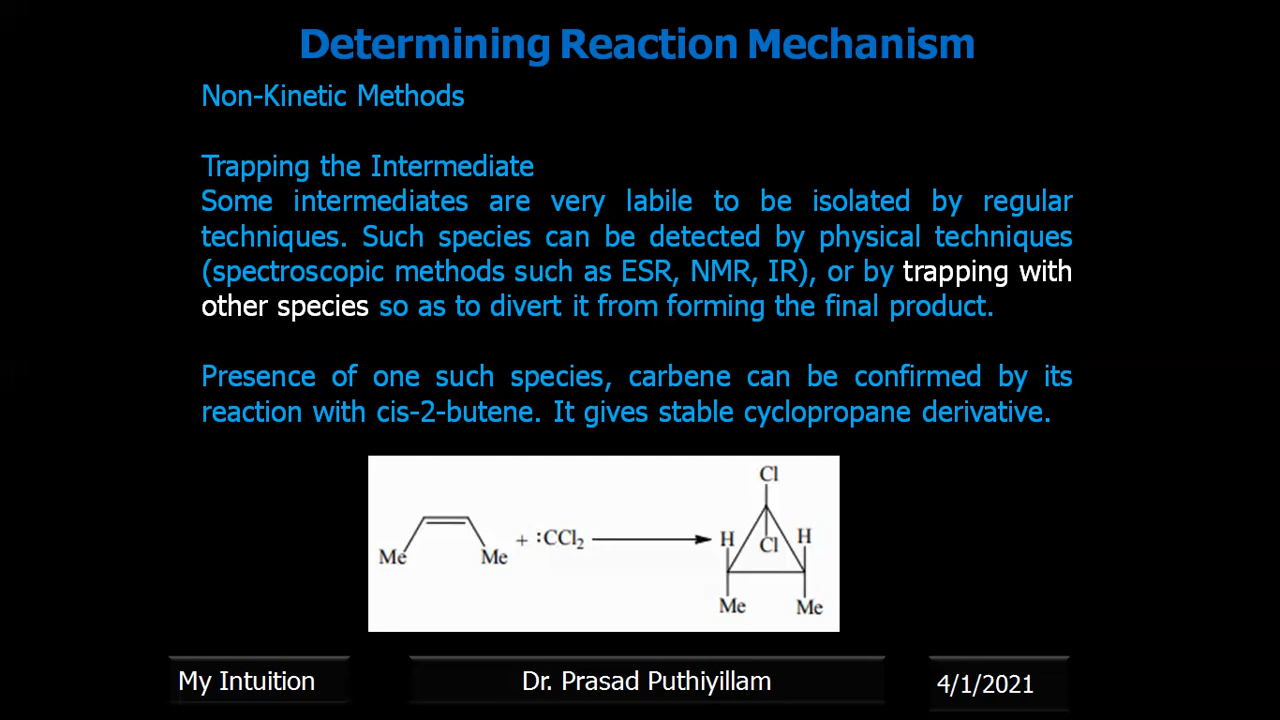 Determining Reaction Mechanism
Non-Kinetic Methods
Trapping the Intermediate
Some intermediates are very labile to be isolated by regular
techniques. Such species can be detected by physical techniques
(spectroscopic methods such as ESR, NMR, IR), or by trapping with
other species so as to divert it from forming the final product.
Presence of one such species, carbene can be confirmed by its
reaction with cis-2-butene. It gives stable cyclopropane derivative.
Cl
Me Me + :CCl₂ H Cl H
Me Me
My Intuition
Dr. Prasad Puthiyillam
4/1/2021